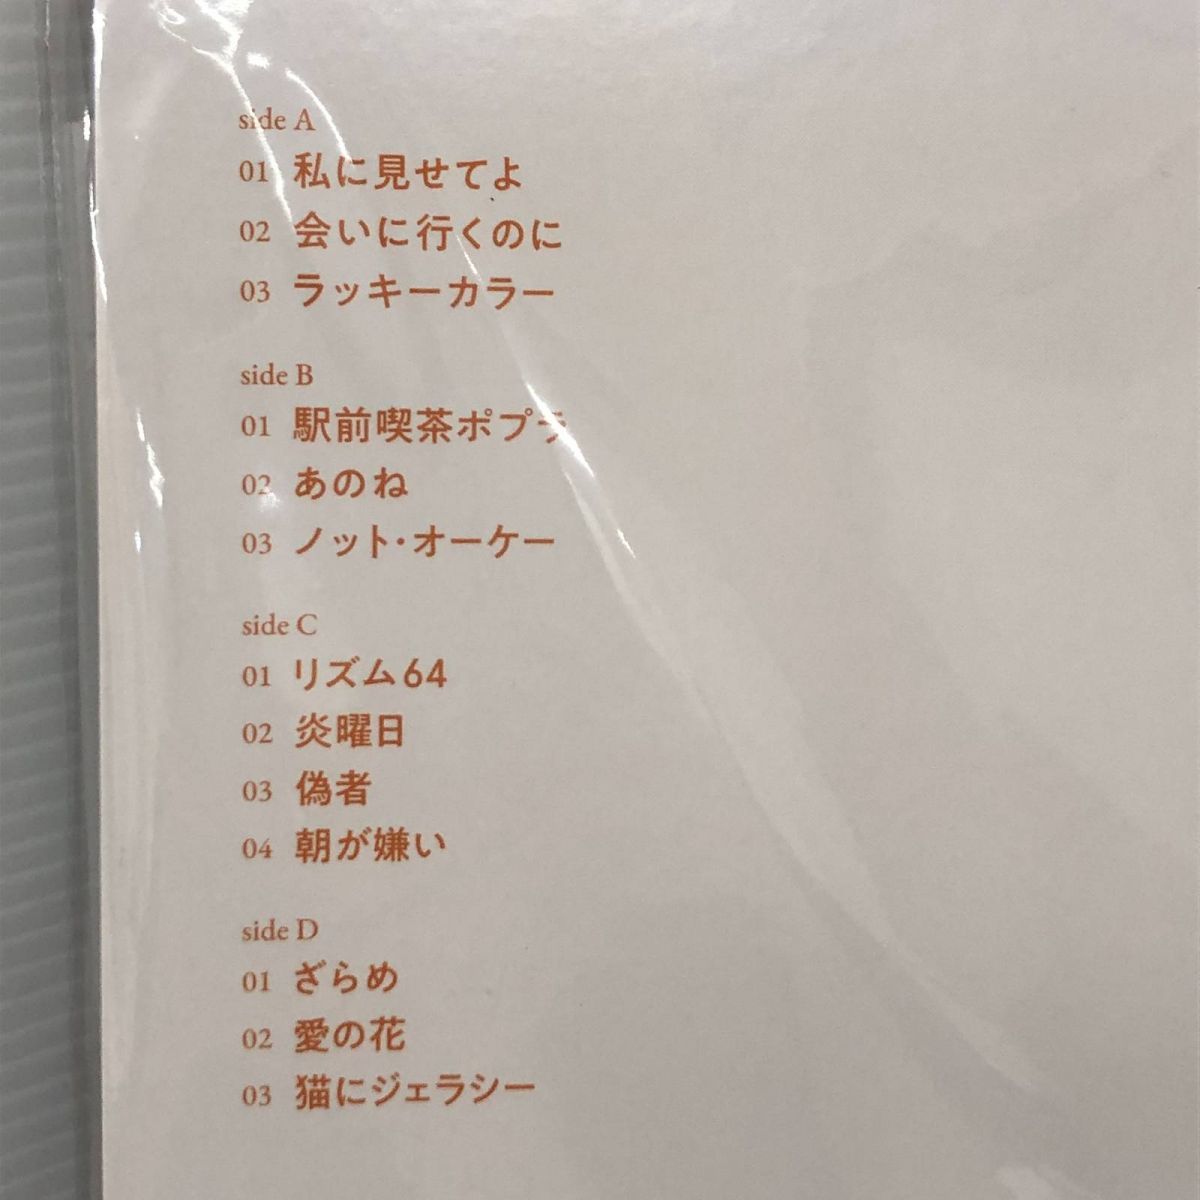 side A
01 私に見せてよ
02 会いに行くのに
03 ラッキーカラー
side B
01 駅前喫茶ポプラ
02 あのね
03 ノット・オーケー
side C
01 リズム64
02 炎曜日
03 偽者
04 朝が嫌い
side D
01 ざらめ
02 愛の花
03 猫にジェラシー